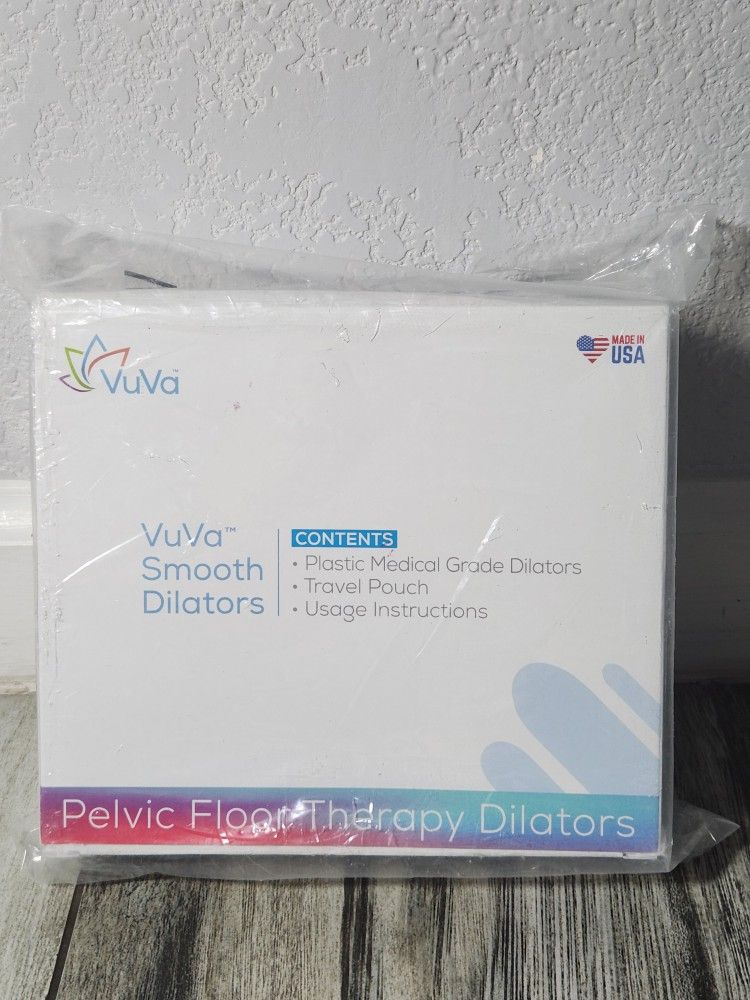 VuVa™
MADE IN
USA
VuVa™
Smooth
Dilators
CONTENTS
• Plastic Medical Grade Dilators
• Travel Pouch
• Usage Instructions
Pelvic Floor Therapy Dilators